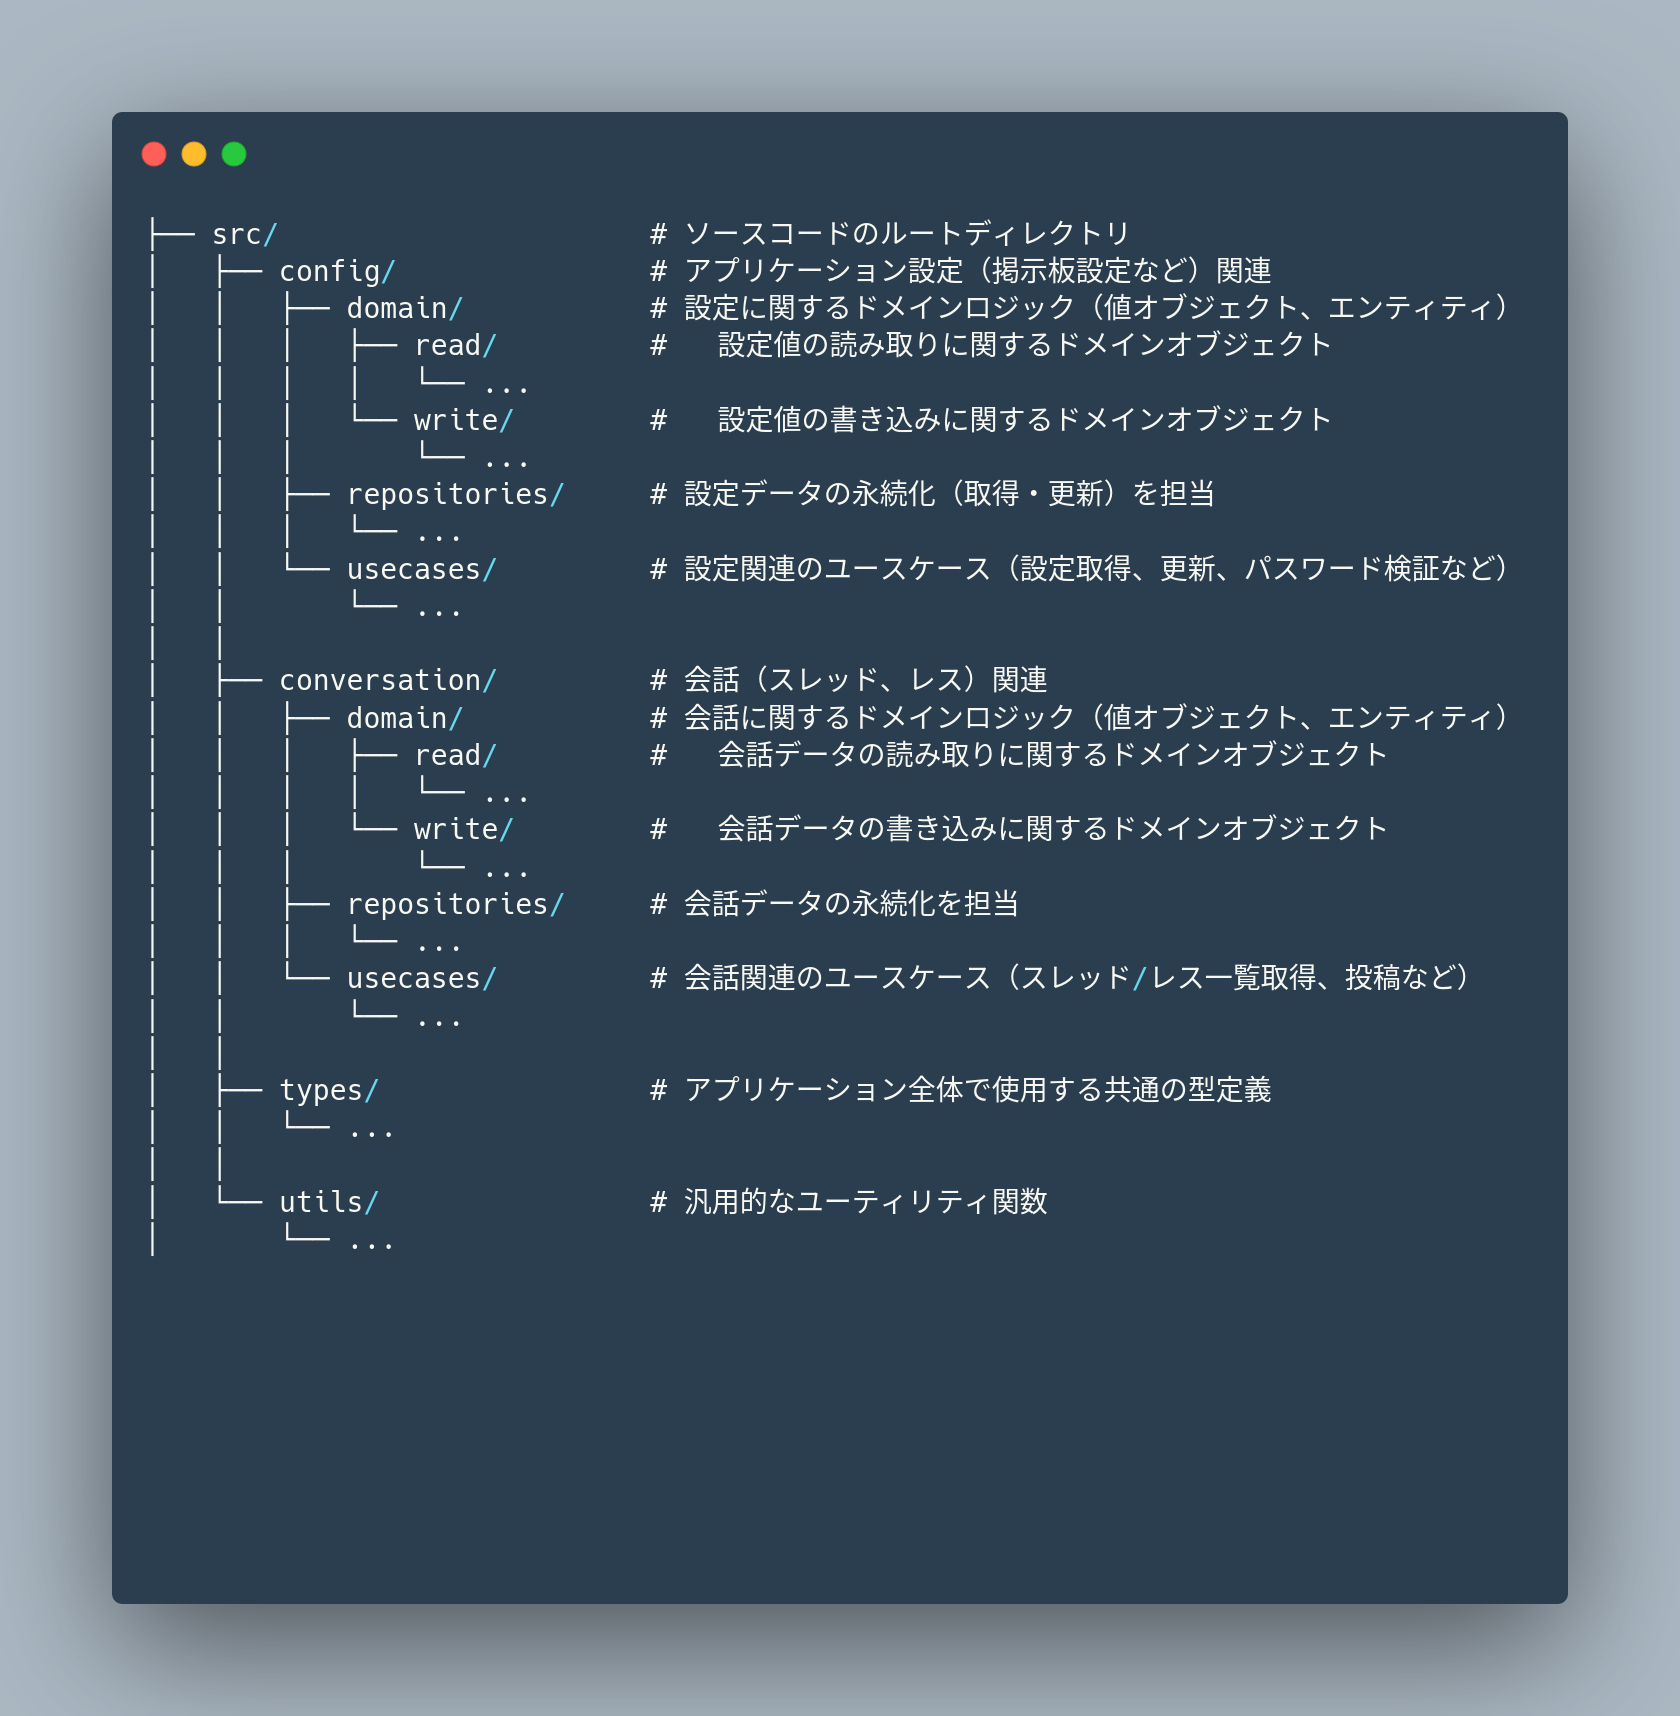 ├── src/                      # ソースコードのルートディレクトリ
│   ├── config/               # アプリケーション設定（掲示板設定など）関連
│   │   ├── domain/           # 設定に関するドメインロジック（値オブジェクト、エンティティ）
│   │   │   ├── read/         #   設定値の読み取りに関するドメインオブジェクト
│   │   │   │   └── ...
│   │   │   └── write/        #   設定値の書き込みに関するドメインオブジェクト
│   │   │       └── ...
│   │   ├── repositories/     # 設定データの永続化（取得・更新）を担当
│   │   │   └── ...
│   │   └── usecases/         # 設定関連のユースケース（設定取得、更新、パスワード検証など）
│   │       └── ...
│   │
│   ├── conversation/         # 会話（スレッド、レス）関連
│   │   ├── domain/           # 会話に関するドメインロジック（値オブジェクト、エンティティ）
│   │   │   ├── read/         #   会話データの読み取りに関するドメインオブジェクト
│   │   │   │   └── ...
│   │   │   └── write/        #   会話データの書き込みに関するドメインオブジェクト
│   │   │       └── ...
│   │   ├── repositories/     # 会話データの永続化を担当
│   │   │   └── ...
│   │   └── usecases/         # 会話関連のユースケース（スレッド/レス一覧取得、投稿など）
│   │       └── ...
│   │
│   ├── types/                # アプリケーション全体で使用する共通の型定義
│   │   └── ...
│   │
│   └── utils/                # 汎用的なユーティリティ関数
│       └── ...